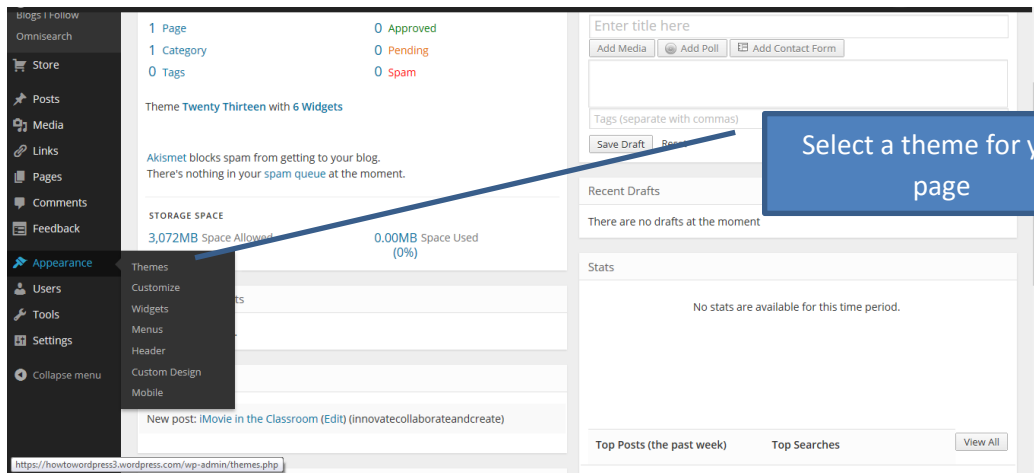 Blogs I Follow
Omnisearch
Store
Posts
Media
Links
Pages
Comments
Feedback
Appearance
Users
Tools
Settings
Collapse menu
Themes
Customize
Widgets
Menus
Header
Custom Design
Mobile
1 Page 0 Approved
1 Category 0 Pending
0 Tags 0 Spam
Theme Twenty Thirteen with 6 Widgets
Akismet blocks spam from getting to your blog.
There's nothing in your spam queue at the moment.
STORAGE SPACE
3,072MB Space Allowed 0.00MB Space Used
(0%)
New post: iMovie in the Classroom (Edit) (innovatecollaborateandcreate)
Enter title here
Add Media Add Poll Add Contact Form
Tags (separate with commas)
Save Draft Reset
Select a theme for y
page
Recent Drafts
There are no drafts at the moment
Stats
No stats are available for this time period.
Top Posts (the past week) Top Searches View All
https://howtowordpress3.wordpress.com/wp-admin/themes.php